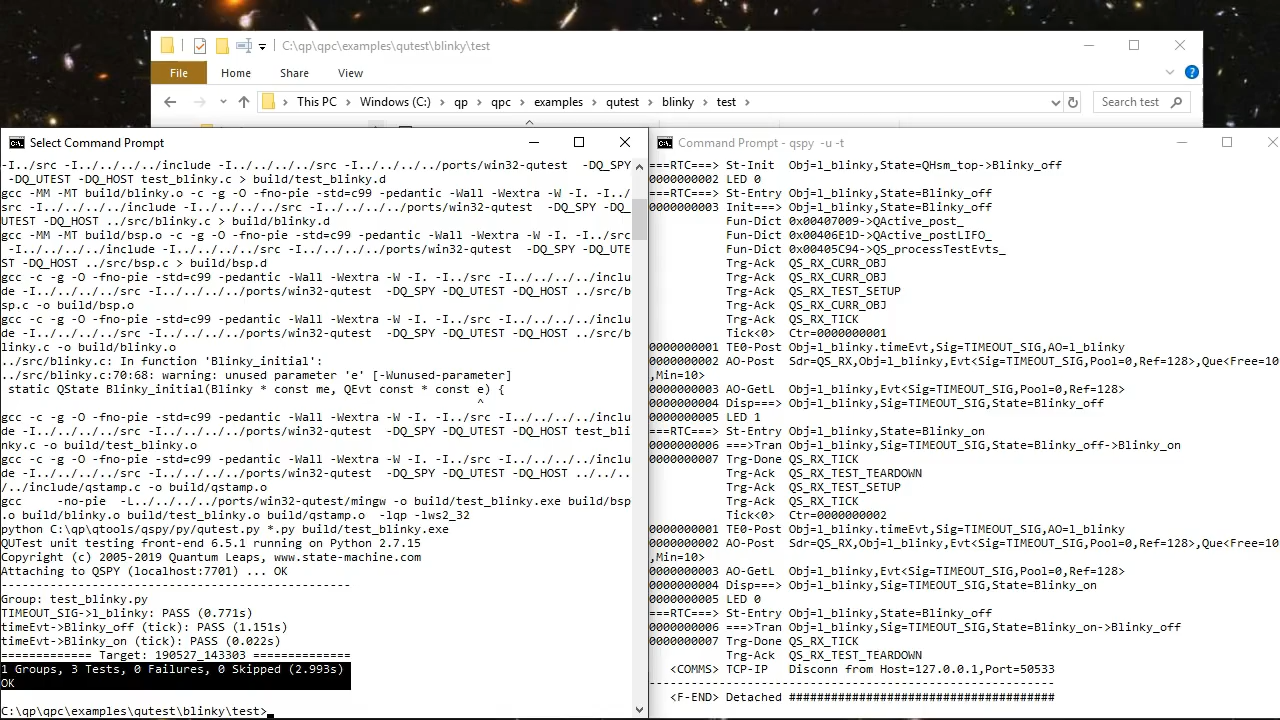 C:\qp\qpc\examples\qutest\blinky\test
File Home Share View
This PC > Windows (C:) > qp > qpc > examples > qutest > blinky > test >
Search test
Select Command Prompt
-I../src -I../../../../include -I../../../../src -I../../../../ports/win32-qutest  -DQ_SPY
 -DQ_UTEST -DQ_HOST test_blinky.c > build/test_blinky.d
gcc -MM -MT build/blinky.o -c -g -O -fno-pie -std=c99 -pedantic -Wall -Wextra -W -I. -I../
src -I../../../../include -I../../../../src -I../../../../ports/win32-qutest  -DQ_SPY -DQ_
UTEST -DQ_HOST ../src/blinky.c > build/blinky.d
gcc -MM -MT build/bsp.o -c -g -O -fno-pie -std=c99 -pedantic -Wall -Wextra -W -I. -I../src
 -I../../../../include -I../../../../src -I../../../../ports/win32-qutest  -DQ_SPY -DQ_UTE
ST -DQ_HOST ../src/bsp.c > build/bsp.d
gcc -c -g -O -fno-pie -std=c99 -pedantic -Wall -Wextra -W -I. -I../src -I../../../../inclu
de -I../../../../src -I../../../../ports/win32-qutest  -DQ_SPY -DQ_UTEST -DQ_HOST ../src/b
sp.c -o build/bsp.o
gcc -c -g -O -fno-pie -std=c99 -pedantic -Wall -Wextra -W -I. -I../src -I../../../../inclu
de -I../../../../src -I../../../../ports/win32-qutest  -DQ_SPY -DQ_UTEST -DQ_HOST ../src/b
linky.c -o build/blinky.o
../src/blinky.c: In function 'Blinky_initial':
../src/blinky.c:70:68: warning: unused parameter 'e' [-Wunused-parameter]
 static QState Blinky_initial(Blinky * const me, QEvt const * const e) {
^
gcc -c -g -O -fno-pie -std=c99 -pedantic -Wall -Wextra -W -I. -I../src -I../../../../inclu
de -I../../../../src -I../../../../ports/win32-qutest  -DQ_SPY -DQ_UTEST -DQ_HOST test_bli
nky.c -o build/test_blinky.o
gcc -c -g -O -fno-pie -std=c99 -pedantic -Wall -Wextra -W -I. -I../src -I../../../../inclu
de -I../../../../src -I../../../../ports/win32-qutest  -DQ_SPY -DQ_UTEST -DQ_HOST ../../..
/../include/qstamp.c -o build/qstamp.o
gcc     -no-pie  -L../../../../ports/win32-qutest/mingw -o build/test_blinky.exe build/bsp
.o build/blinky.o build/test_blinky.o build/qstamp.o  -lqp -lws2_32
python C:\qp\qtools/qspy/py/qutest.py *.py build/test_blinky.exe
QUTest unit testing front-end 6.5.1 running on Python 2.7.15
Copyright (c) 2005-2019 Quantum Leaps, www.state-machine.com
Attaching to QSPY (localhost:7701) ... OK
--------------------------------------------------
Group: test_blinky.py
TIMEOUT_SIG->l_blinky: PASS (0.771s)
timeEvt->Blinky_off (tick): PASS (1.151s)
timeEvt->Blinky_on (tick): PASS (0.022s)
============= Target: 190527_143303 ==============
1 Groups, 3 Tests, 0 Failures, 0 Skipped (2.993s)
OK
C:\qp\qpc\examples\qutest\blinky\test>
Command Prompt - qspy -u -t
===RTC===> St-Init  Obj=l_blinky,State=QHsm_top->Blinky_off
0000000002 LED 0
===RTC===> St-Entry Obj=l_blinky,State=Blinky_off
0000000003 Init===> Obj=l_blinky,State=Blinky_off
Fun-Dict 0x00407009->QActive_post_
Fun-Dict 0x00406E1D->QActive_postLIFO_
Fun-Dict 0x00405C94->QS_processTestEvts_
Trg-Ack  QS_RX_CURR_OBJ
Trg-Ack  QS_RX_CURR_OBJ
Trg-Ack  QS_RX_TEST_SETUP
Trg-Ack  QS_RX_CURR_OBJ
Trg-Ack  QS_RX_TICK
Tick<0>  Ctr=0000000001
0000000001 TE0-Post Obj=l_blinky.timeEvt,Sig=TIMEOUT_SIG,AO=l_blinky
0000000002 AO-Post  Sdr=QS_RX,Obj=l_blinky,Evt<Sig=TIMEOUT_SIG,Pool=0,Ref=128>,Que<Free=10
,Min=10>
0000000003 AO-GetL  Obj=l_blinky,Evt<Sig=TIMEOUT_SIG,Pool=0,Ref=128>
0000000004 Disp===> Obj=l_blinky,Sig=TIMEOUT_SIG,State=Blinky_off
0000000005 LED 1
===RTC===> St-Entry Obj=l_blinky,State=Blinky_on
0000000006 ===>Tran Obj=l_blinky,Sig=TIMEOUT_SIG,State=Blinky_off->Blinky_on
0000000007 Trg-Done QS_RX_TICK
Trg-Ack  QS_RX_TEST_TEARDOWN
Trg-Ack  QS_RX_TEST_SETUP
Trg-Ack  QS_RX_TICK
Tick<0>  Ctr=0000000002
0000000001 TE0-Post Obj=l_blinky.timeEvt,Sig=TIMEOUT_SIG,AO=l_blinky
0000000002 AO-Post  Sdr=QS_RX,Obj=l_blinky,Evt<Sig=TIMEOUT_SIG,Pool=0,Ref=128>,Que<Free=10
,Min=10>
0000000003 AO-GetL  Obj=l_blinky,Evt<Sig=TIMEOUT_SIG,Pool=0,Ref=128>
0000000004 Disp===> Obj=l_blinky,Sig=TIMEOUT_SIG,State=Blinky_on
0000000005 LED 0
===RTC===> St-Entry Obj=l_blinky,State=Blinky_off
0000000006 ===>Tran Obj=l_blinky,Sig=TIMEOUT_SIG,State=Blinky_on->Blinky_off
0000000007 Trg-Done QS_RX_TICK
Trg-Ack  QS_RX_TEST_TEARDOWN
<COMMS> TCP-IP   Disconn from Host=127.0.0.1,Port=50533
----------------------------------------------------------
<F-END> Detached ######################################